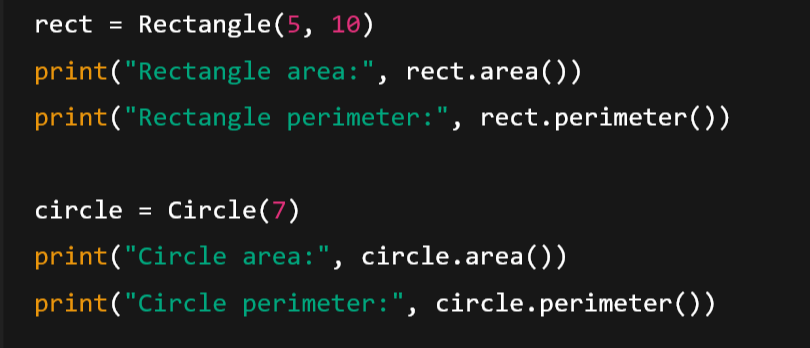 rect = Rectangle(5, 10)
print("Rectangle area:", rect.area())
print("Rectangle perimeter:", rect.perimeter())
circle = Circle(7)
print("Circle area:", circle.area())
print("Circle perimeter:", circle.perimeter())